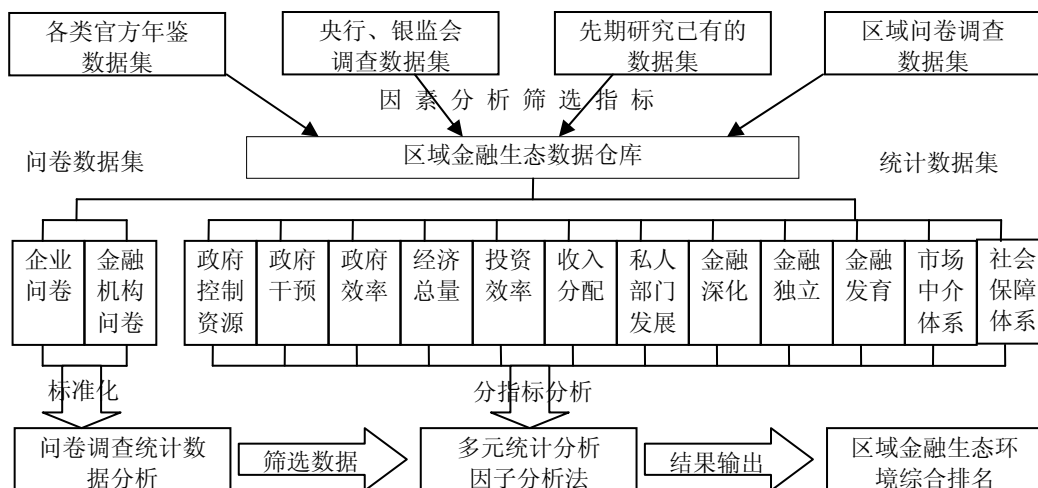 各类官方年鉴
数据集
央行、银监会
调查数据集
先期研究已有的
数据集
区域问卷调查
数据集
因素分析筛选指标
问卷数据集
区域金融生态数据仓库
统计数据集
企业
问卷
金融
机构
问卷
政府
控制
资源
政府
干预
政府
效率
经济
总量
投资
效率
收入
分配
私人
部门
发展
金融
深化
金融
独立
金融
发育
市场
中介
体系
社会
保障
体系
标准化
分指标分析
问卷调查统计数
据分析
筛选数据
多元统计分析
因子分析法
结果输出
区域金融生态环
境综合排名